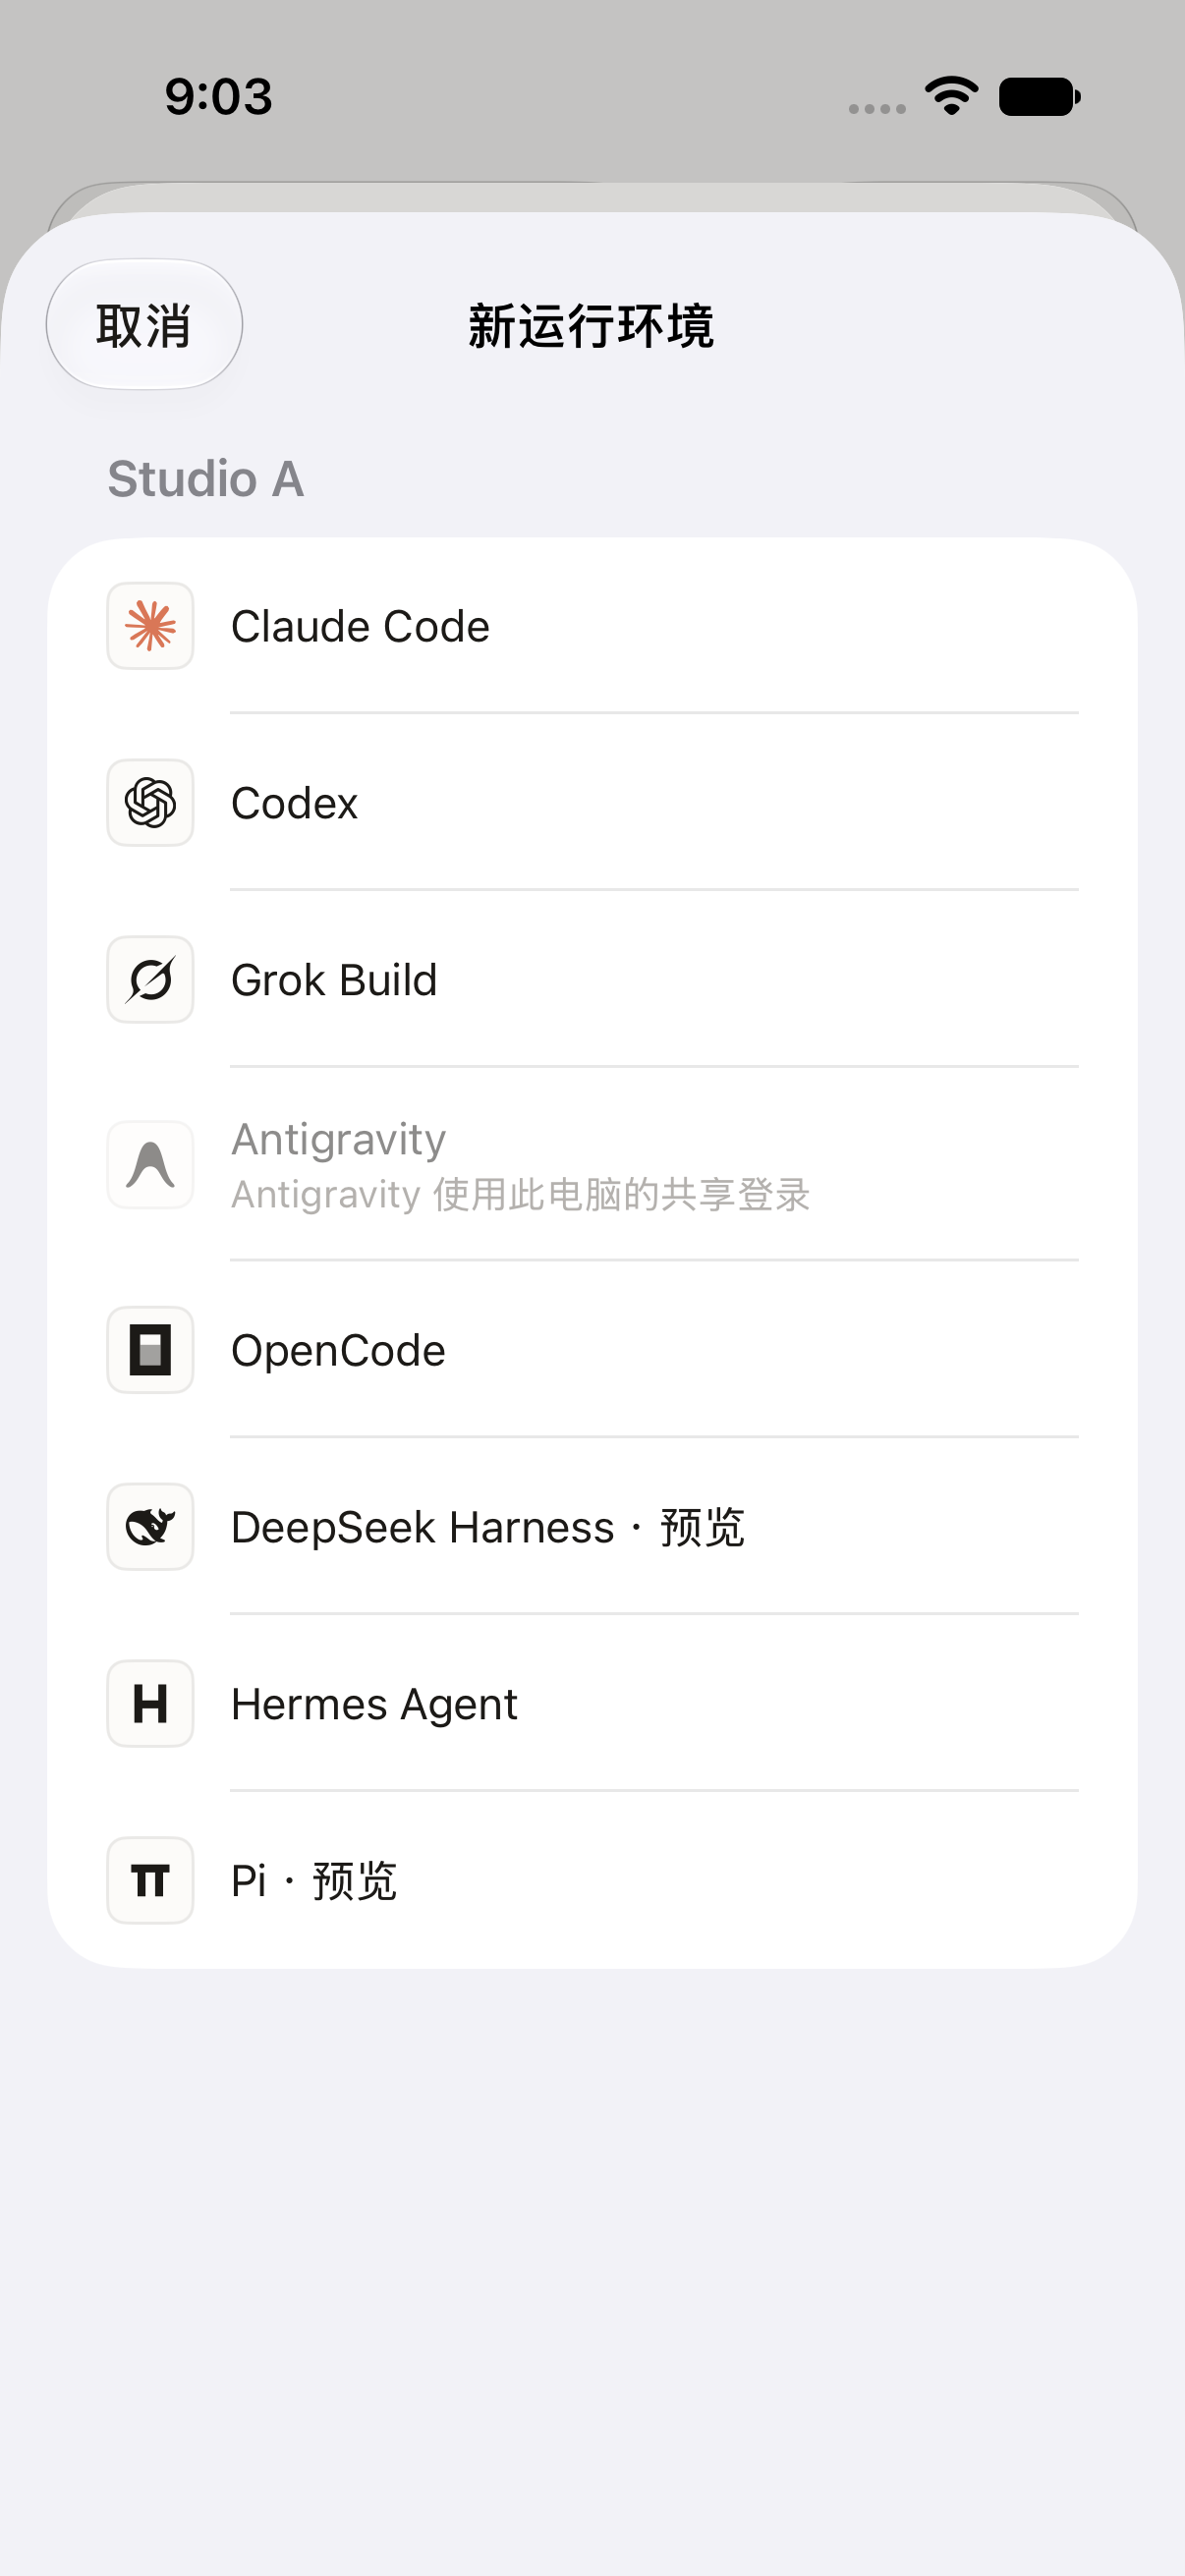 9:03
取消
新运行环境
Studio A
Claude Code
Codex
Grok Build
Antigravity
Antigravity 使用此电脑的共享登录
OpenCode
DeepSeek Harness · 预览
H
Hermes Agent
Pi · 预览